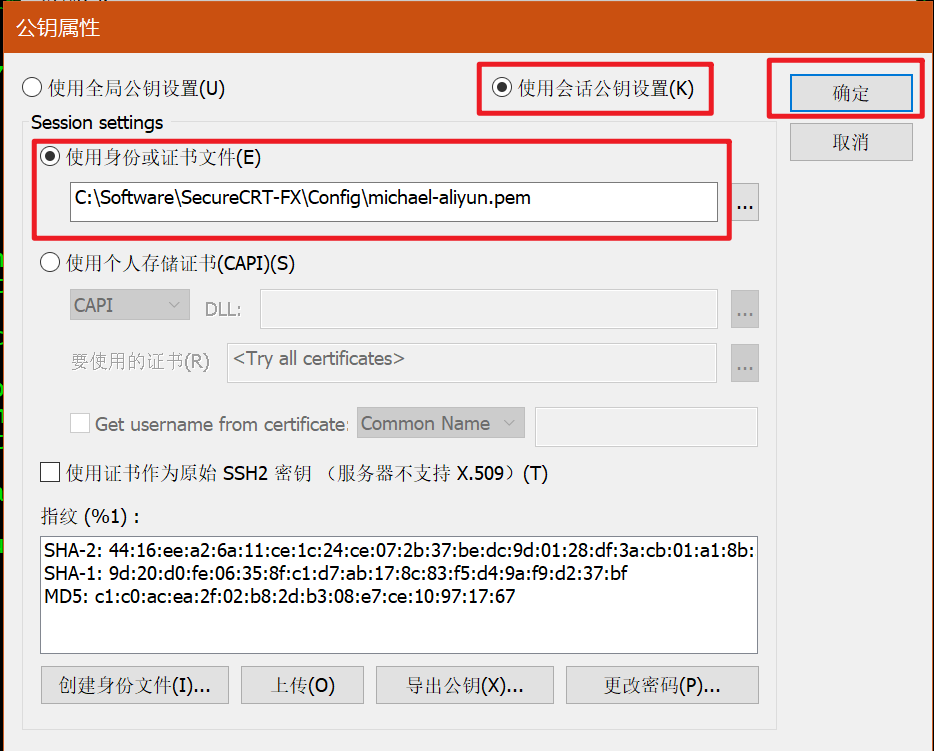 公钥属性
使用全局公钥设置(U)
使用会话公钥设置(K)
确定
取消
Session settings
使用身份或证书文件(E)
C:\Software\SecureCRT-FX\Config\michael-aliyun.pem
...
使用个人存储证书(CAPI)(S)
CAPI
DLL:
...
要使用的证书(R)
<Try all certificates>
...
Get username from certificate:
Common Name
使用证书作为原始 SSH2 密钥 （服务器不支持 X.509）(T)
指纹 (%1)：
SHA-2: 44:16:ee:a2:6a:11:ce:1c:24:ce:07:2b:37:be:dc:9d:01:28:df:3a:cb:01:a1:8b:
SHA-1: 9d:20:d0:fe:06:35:8f:c1:d7:ab:17:8c:83:f5:d4:9a:f9:d2:37:bf
MD5: c1:c0:ac:ea:2f:02:b8:2d:b3:08:e7:ce:10:97:17:67
创建身份文件(I)...
上传(O)
导出公钥(X)...
更改密码(P)...